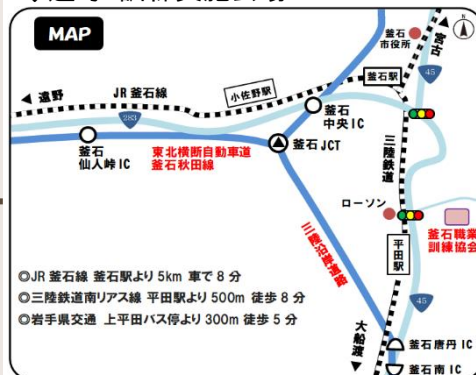 MAP
N
釜石
市役所
宮古
45
釜石駅
遠野
JR 釜石線
小佐野駅
283
釜石
中央 IC
釜石
仙人峠 IC
東北横断自動車道
釜石秋田線
釜石 JCT
三陸鉄道
ローソン
釜石職業
訓練協会
平田駅
三陸沿岸道路
◎JR 釜石線 釜石駅より 5km 車で 8 分
◎三陸鉄道南リアス線 平田駅より 500m 徒歩 8 分
◎岩手県交通 上平田バス停より 300m 徒歩 5 分
45
大船渡
釜石唐丹 IC
釜石南 IC